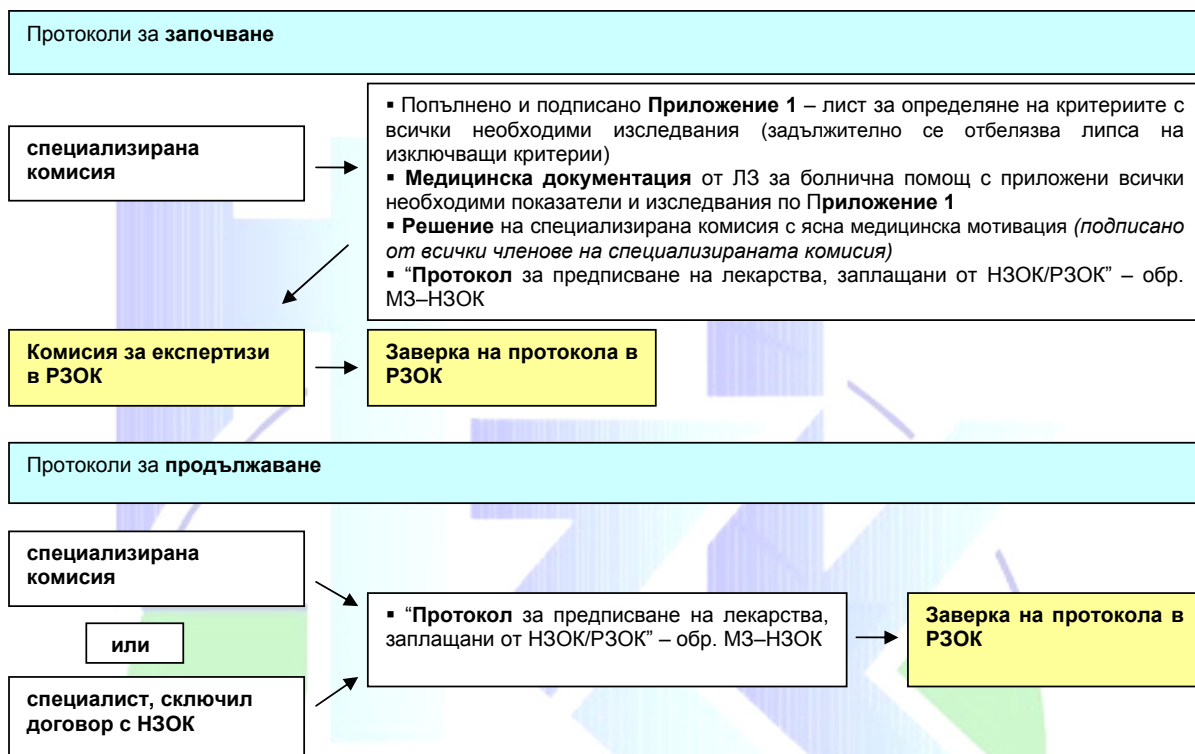 Протоколи за започване
специализирана
комисия
▪ Попълнено и подписано Приложение 1 – лист за определяне на критериите с
всички необходими изследвания (задължително се отбелязва липса на
изключващи критерии)
▪ Медицинска документация от ЛЗ за болнична помощ с приложени всички
необходими показатели и изследвания по Приложение 1
▪ Решение на специализирана комисия с ясна медицинска мотивация (подписано
от всички членове на специализираната комисия)
▪ “Протокол за предписване на лекарства, заплащани от НЗОК/РЗОК” – обр.
МЗ–НЗОК
Комисия за експертизи
в РЗОК
Заверка на протокола в
РЗОК
Протоколи за продължаване
специализирана
комисия
или
специалист, сключил
договор с НЗОК
▪ “Протокол за предписване на лекарства,
заплащани от НЗОК/РЗОК” – обр. МЗ–НЗОК
Заверка на протокола в
РЗОК